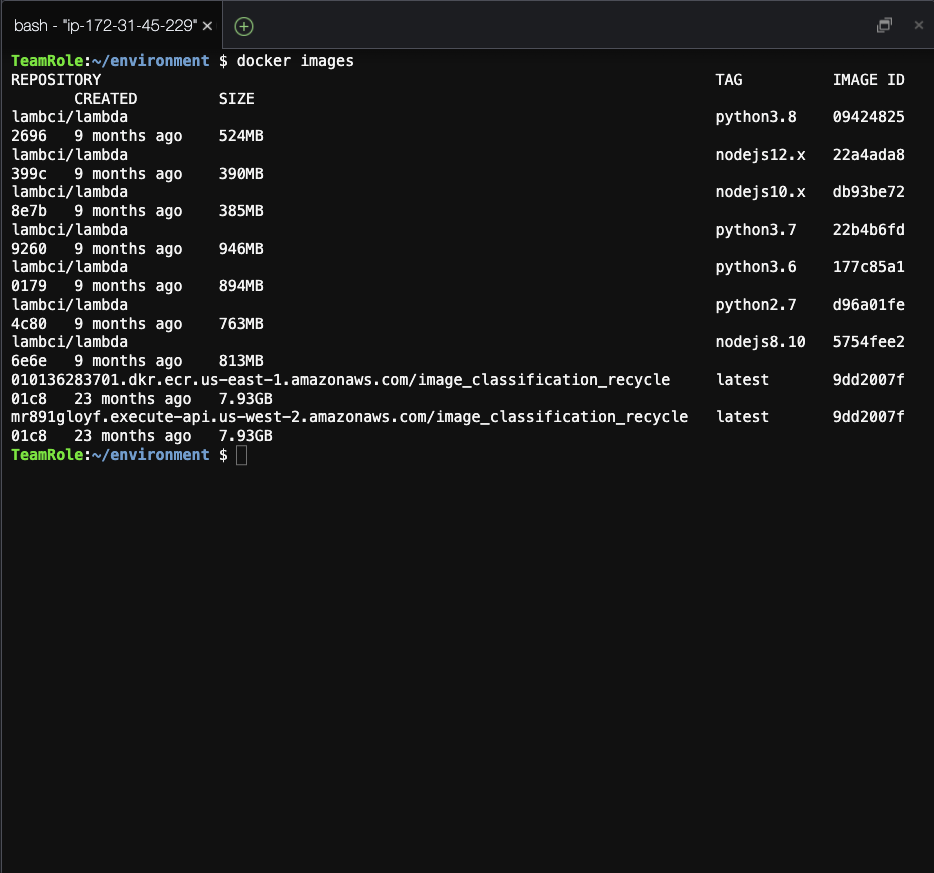 bash - "ip-172-31-45-229" ×
TeamRole:~/environment $ docker images
REPOSITORY TAG IMAGE ID
CREATED SIZE
lambci/lambda python3.8 09424825
2696 9 months ago 524MB
lambci/lambda nodejs12.x 22a4ada8
399c 9 months ago 390MB
lambci/lambda nodejs10.x db93be72
8e7b 9 months ago 385MB
lambci/lambda python3.7 22b4b6fd
9260 9 months ago 946MB
lambci/lambda python3.6 177c85a1
0179 9 months ago 894MB
lambci/lambda python2.7 d96a01fe
4c80 9 months ago 763MB
lambci/lambda nodejs8.10 5754fee2
6e6e 9 months ago 813MB
010136283701.dkr.ecr.us-east-1.amazonaws.com/image_classification_recycle latest 9dd2007f
01c8 23 months ago 7.93GB
mr891gloyf.execute-api.us-west-2.amazonaws.com/image_classification_recycle latest 9dd2007f
01c8 23 months ago 7.93GB
TeamRole:~/environment $